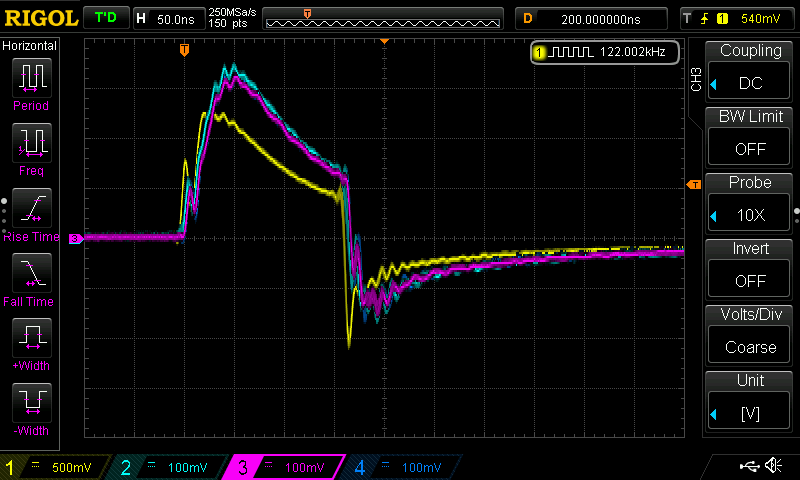 RIGOL T'D H 50.0ns 250MSa/s 150 pts D 200.000000ns T 1 540mV
Horizontal
Period
Freq
Rise Time
Fall Time
+Width
-Width
T
1 122.002kHz
T
3
CH3
Coupling
DC
BW Limit
OFF
Probe
10X
Invert
OFF
Volts/Div
Coarse
Unit
[V]
1 500mV 2 100mV 3 100mV 4 100mV